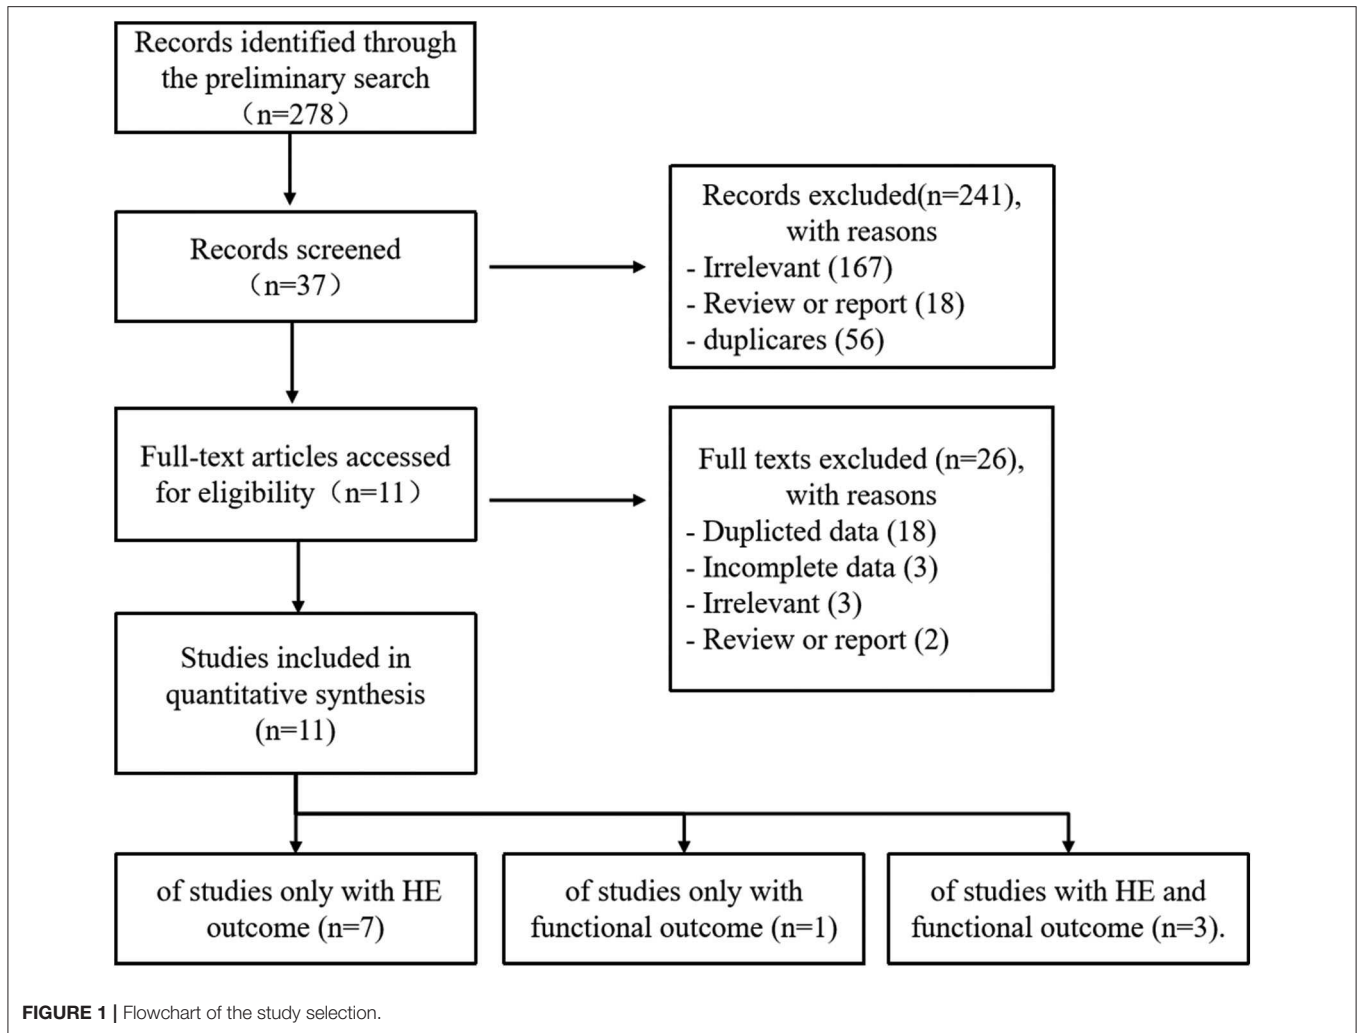 Records identified through
the preliminary search
（n=278）
Records screened
（n=37）
Records excluded(n=241),
with reasons
- Irrelevant (167)
- Review or report (18)
- duplicares (56)
Full-text articles accessed
for eligibility（n=11）
Full texts excluded (n=26),
with reasons
- Duplicted data (18)
- Incomplete data (3)
- Irrelevant (3)
- Review or report (2)
Studies included in
quantitative synthesis
(n=11)
of studies only with HE
outcome (n=7)
of studies only with
functional outcome (n=1)
of studies with HE and
functional outcome (n=3).
FIGURE 1 | Flowchart of the study selection.